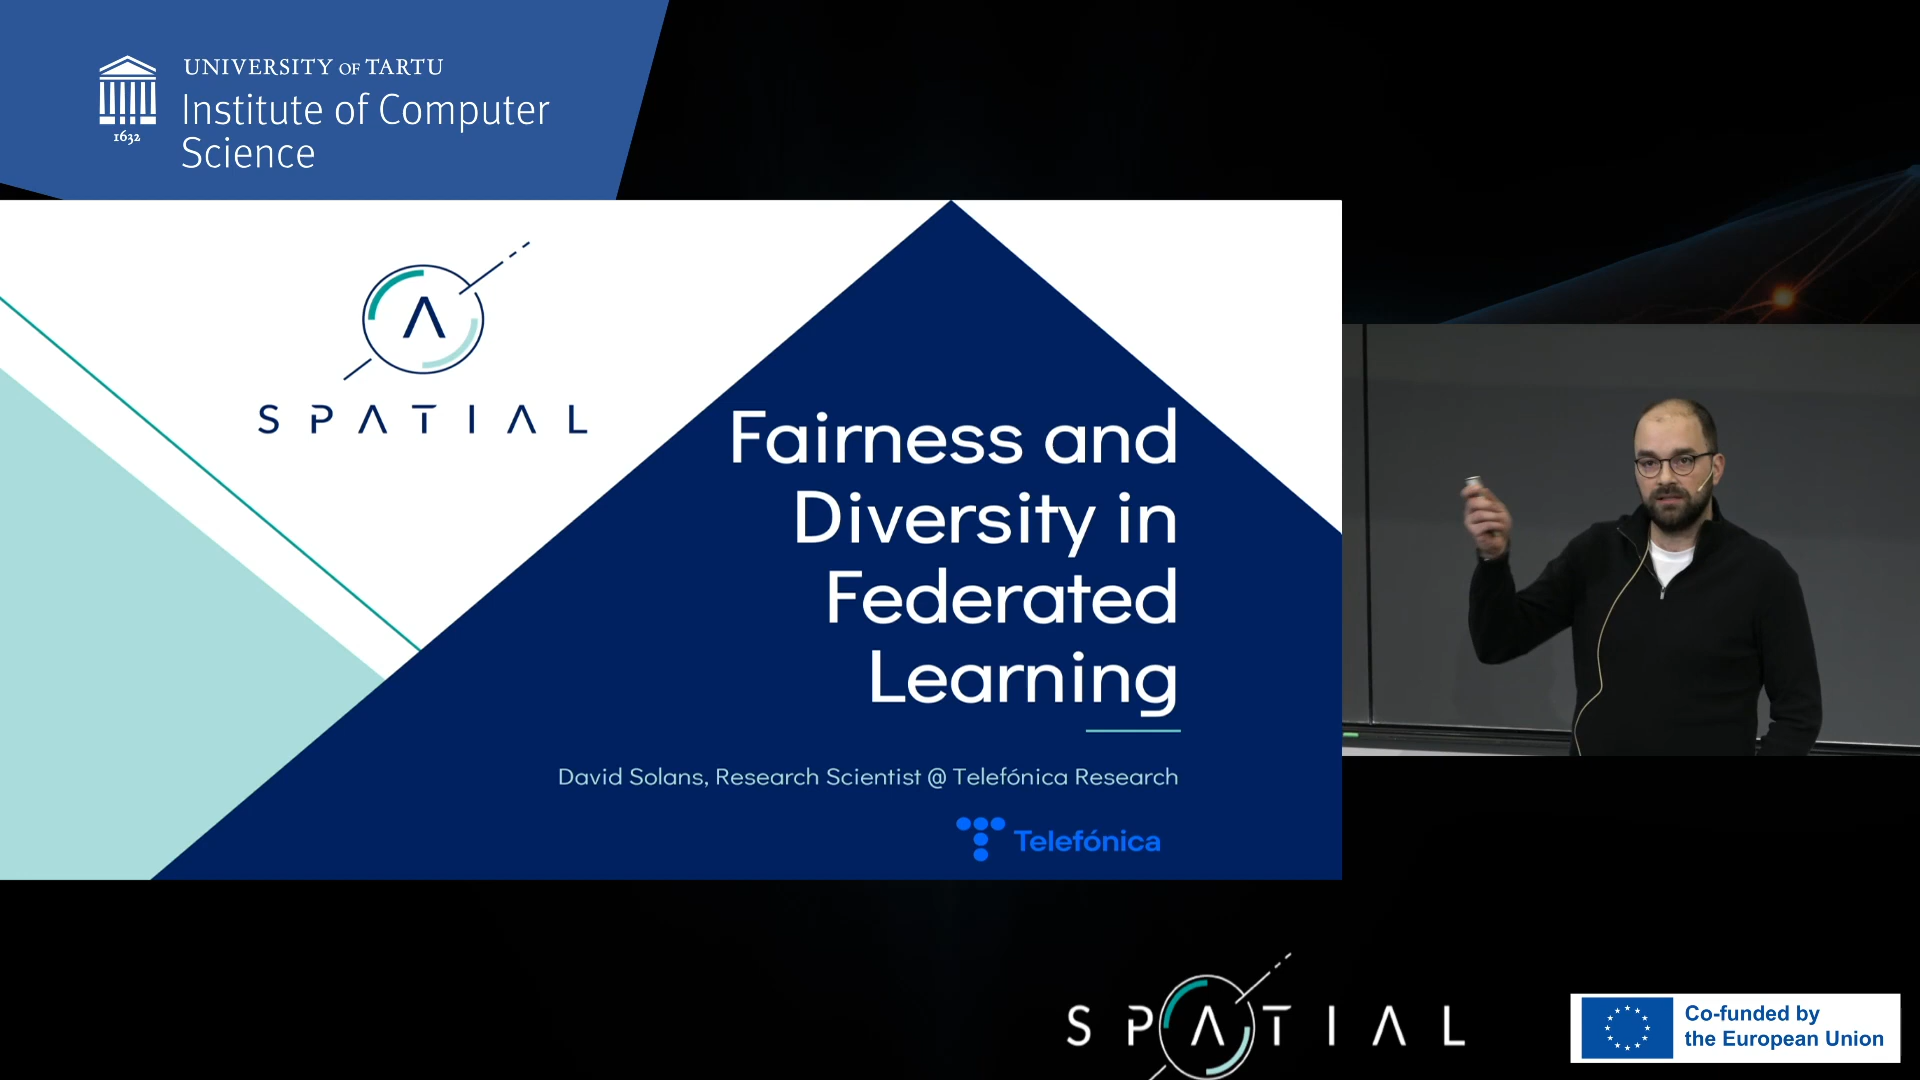 UNIVERSITY OF TARTU
Institute of Computer
Science
1632
SPATIAL
Fairness and
Diversity in
Federated
Learning
David Solans, Research Scientist @ Telefónica Research
Telefónica
SPATIAL
Co-funded by
the European Union